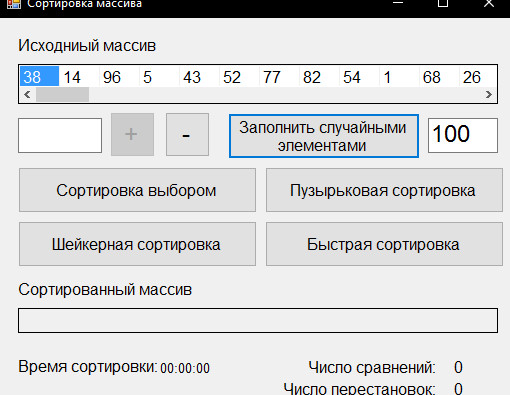 Сортировка массива
Исходниый массив
38 14 96 5 43 52 77 82 54 1 68 26
+ - Заполнить случайными
элементами 100
Сортировка выбором Пузырьковая сортировка
Шейкерная сортировка Быстрая сортировка
Сортированный массив
Время сортировки: 00:00:00 Число сравнений: 0
Число перестановок: 0